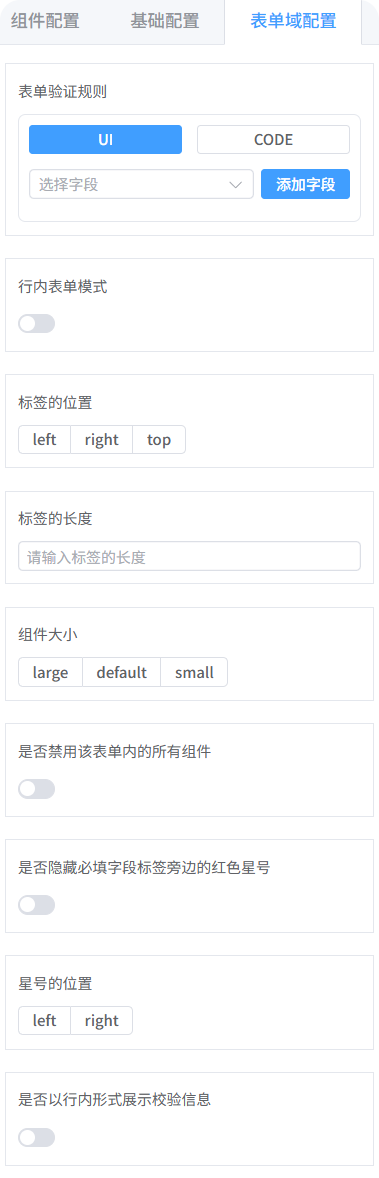 组件配置 基础配置 表单域配置
表单验证规则
UI CODE
选择字段 添加字段
行内表单模式
标签的位置
left right top
标签的长度
请输入标签的长度
组件大小
large default small
是否禁用该表单内的所有组件
是否隐藏必填字段标签旁边的红色星号
星号的位置
left right
是否以行内形式展示校验信息